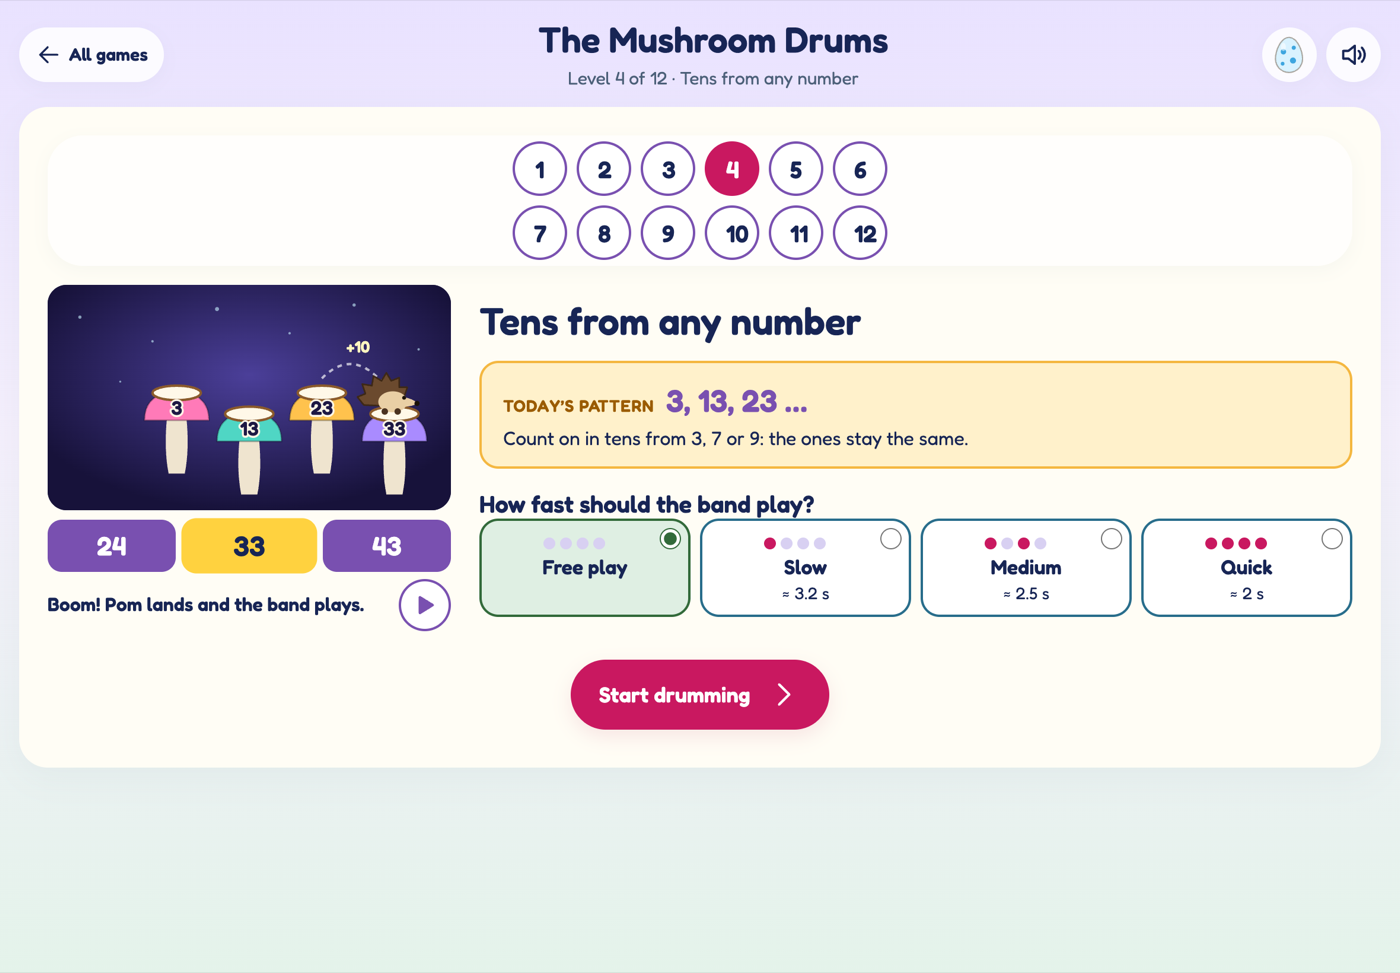 All games
The Mushroom Drums
Level 4 of 12 · Tens from any number
1 2 3 4 5 6
7 8 9 10 11 12
+10
3 13 23 33
24 33 43
Boom! Pom lands and the band plays.
Tens from any number
TODAY'S PATTERN 3, 13, 23 ...
Count on in tens from 3, 7 or 9: the ones stay the same.
How fast should the band play?
Free play
Slow
≈ 3.2 s
Medium
≈ 2.5 s
Quick
≈ 2 s
Start drumming